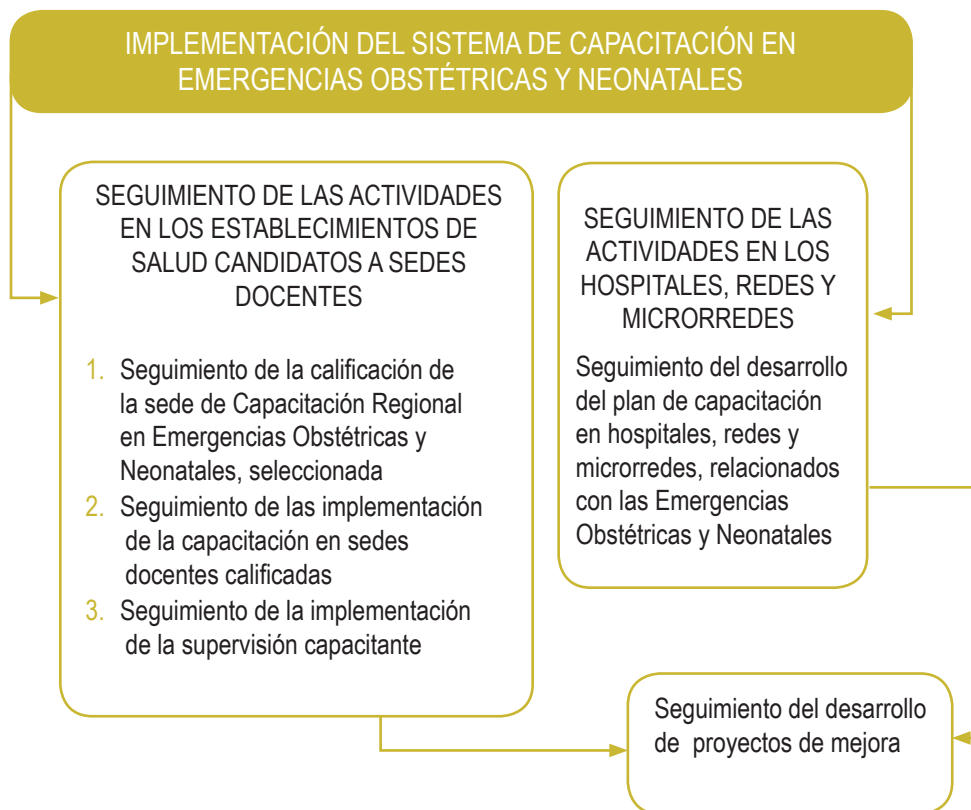 IMPLEMENTACIÓN DEL SISTEMA DE CAPACITACIÓN EN
EMERGENCIAS OBSTÉTRICAS Y NEONATALES
SEGUIMIENTO DE LAS ACTIVIDADES
EN LOS ESTABLECIMIENTOS DE
SALUD CANDIDATOS A SEDES
DOCENTES
1. Seguimiento de la calificación de
la sede de Capacitación Regional
en Emergencias Obstétricas y
Neonatales, seleccionada
2. Seguimiento de las implementación
de la capacitación en sedes
docentes calificadas
3. Seguimiento de la implementación
de la supervisión capacitante
SEGUIMIENTO DE LAS
ACTIVIDADES EN LOS
HOSPITALES, REDES Y
MICRORREDES
Seguimiento del desarrollo
del plan de capacitación
en hospitales, redes y
microrredes, relacionados
con las Emergencias
Obstétricas y Neonatales
Seguimiento del desarrollo
de proyectos de mejora